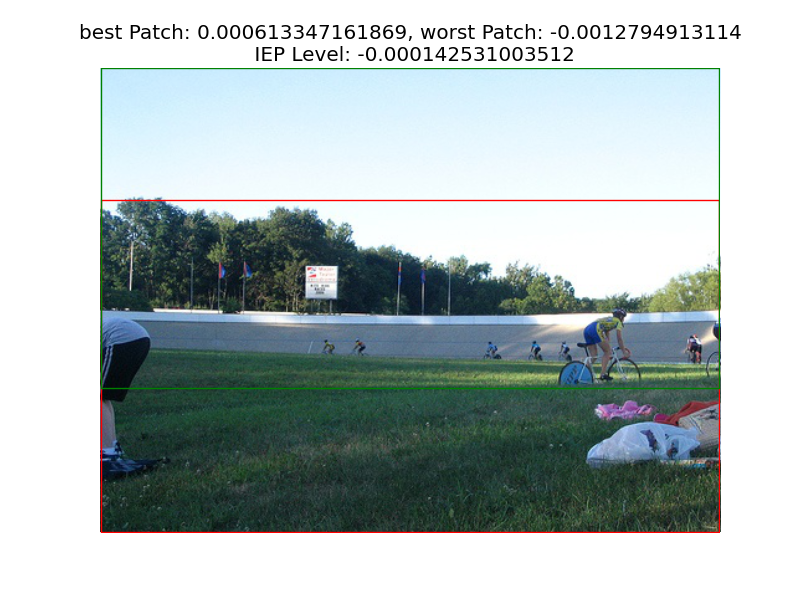 best Patch: 0.000613347161869, worst Patch: -0.0012794913114
IEP Level: -0.000142531003512